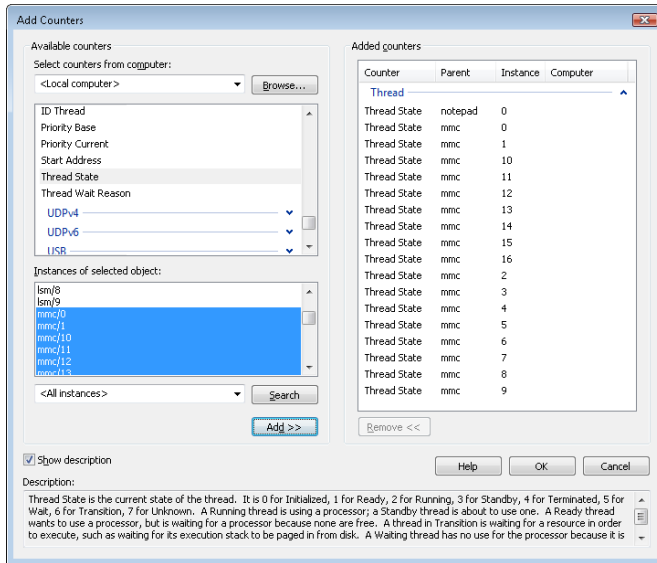 Add Counters
Available counters
Select counters from computer:
<Local computer>
Browse...
ID Thread
Priority Base
Priority Current
Start Address
Thread State
Thread Wait Reason
UDPv4
UDPv6
USB
Instances of selected object:
lsm/8
lsm/9
mmc/0
mmc/1
mmc/10
mmc/11
mmc/12
mmc/13
<All instances>
Search
Add >>
Added counters
Counter Parent Instance Computer
Thread
Thread State notepad 0
Thread State mmc 0
Thread State mmc 1
Thread State mmc 10
Thread State mmc 11
Thread State mmc 12
Thread State mmc 13
Thread State mmc 14
Thread State mmc 15
Thread State mmc 16
Thread State mmc 2
Thread State mmc 3
Thread State mmc 4
Thread State mmc 5
Thread State mmc 6
Thread State mmc 7
Thread State mmc 8
Thread State mmc 9
Remove <<
Show description
Help
OK
Cancel
Description:
Thread State is the current state of the thread. It is 0 for Initialized, 1 for Ready, 2 for Running, 3 for Standby, 4 for Terminated, 5 for
Wait, 6 for Transition, 7 for Unknown. A Running thread is using a processor; a Standby thread is about to use one. A Ready thread
wants to use a processor, but is waiting for a processor because none are free. A thread in Transition is waiting for a resource in order
to execute, such as waiting for its execution stack to be paged in from disk. A Waiting thread has no use for the processor because it is